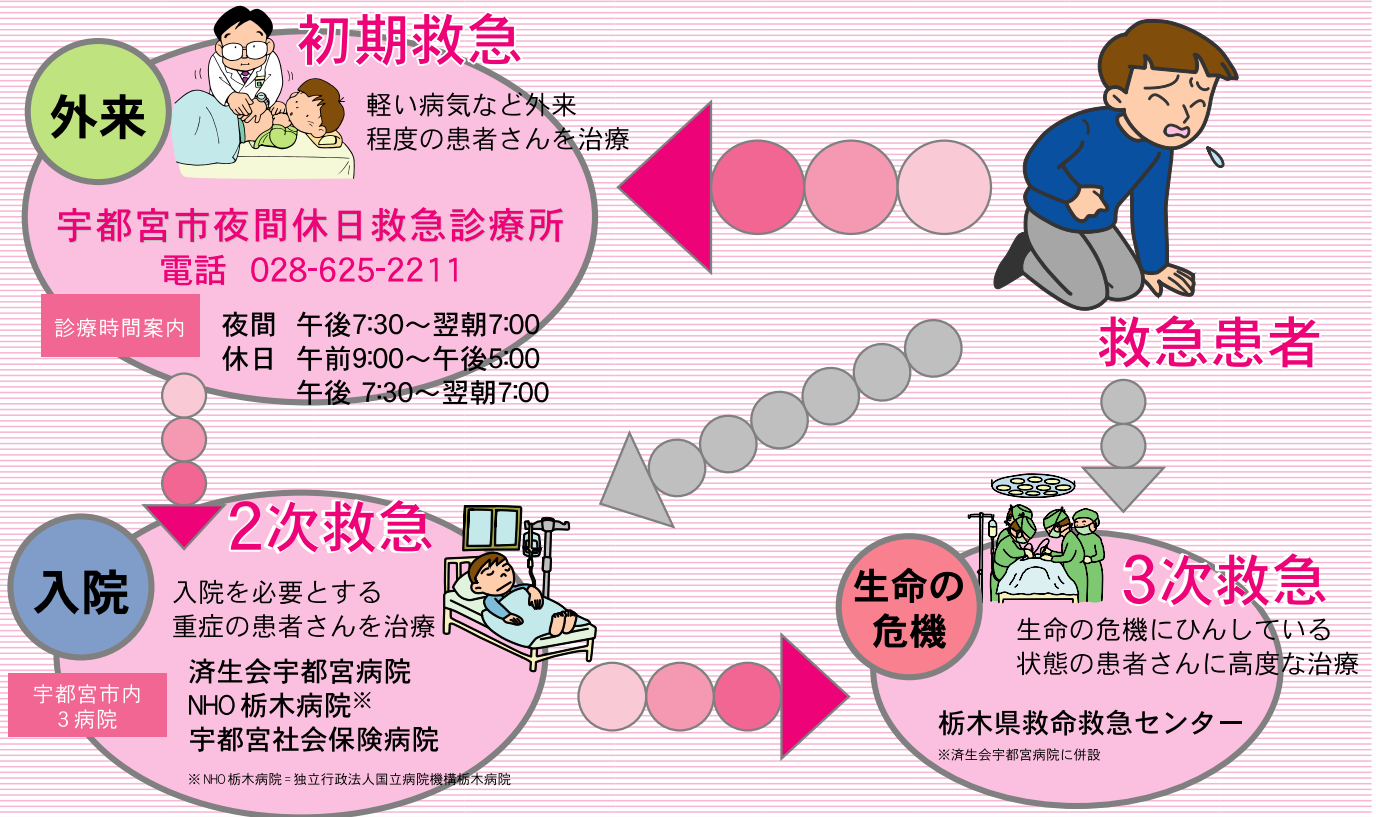 初期救急
外来
軽い病気など外来
程度の患者さんを治療
宇都宮市夜間休日救急診療所
電話 028-625-2211
診療時間案内
夜間 午後7:30〜翌朝7:00
休日 午前9:00〜午後5:00
午後 7:30〜翌朝7:00
救急患者
2次救急
入院
入院を必要とする
重症の患者さんを治療
宇都宮市内
3病院
済生会宇都宮病院
NHO 栃木病院※
宇都宮社会保険病院
※ NHO 栃木病院 = 独立行政法人国立病院機構栃木病院
生命の
危機
3次救急
生命の危機にひんしている
状態の患者さんに高度な治療
栃木県救命救急センター
※済生会宇都宮病院に併設